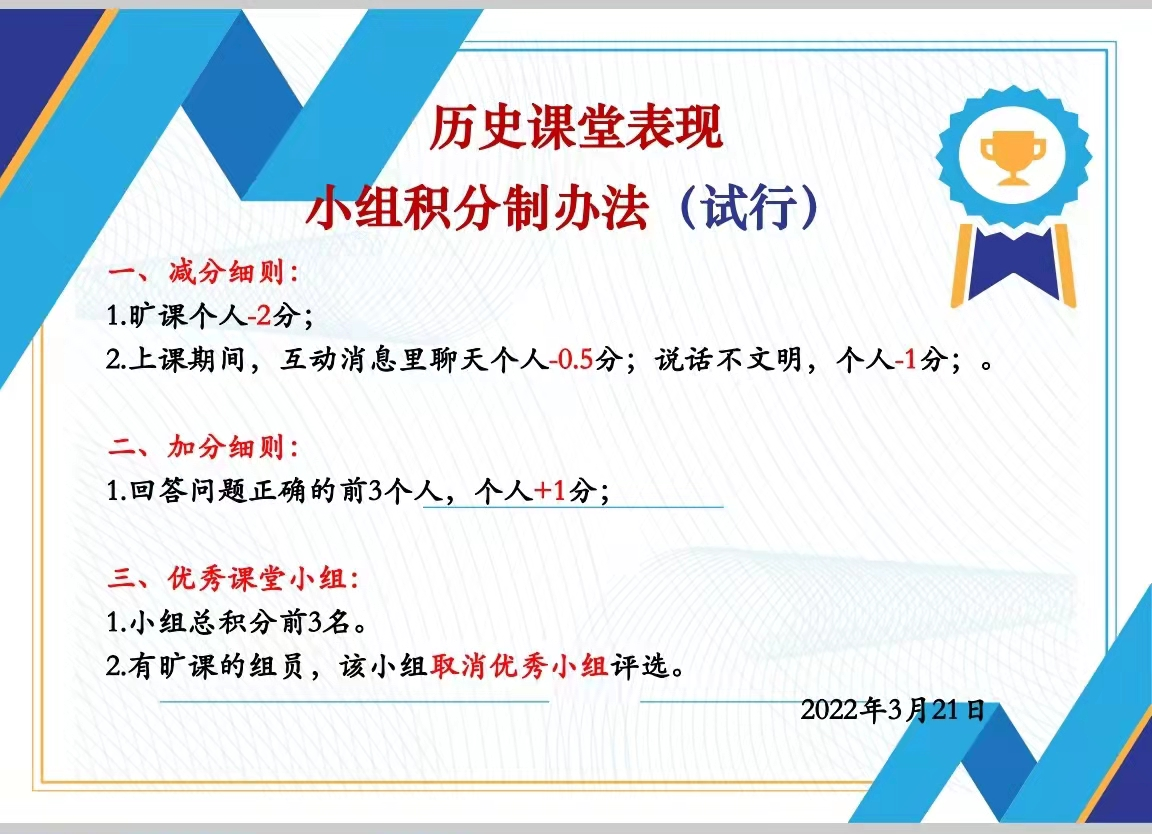 历史课堂表现
小组积分制办法（试行）
一、减分细则：
1.旷课个人-2分；
2.上课期间，互动消息里聊天个人-0.5分；说话不文明，个人-1分；。
二、加分细则：
1.回答问题正确的前3个人，个人+1分；
三、优秀课堂小组：
1.小组总积分前3名。
2.有旷课的组员，该小组取消优秀小组评选。
2022年3月21日